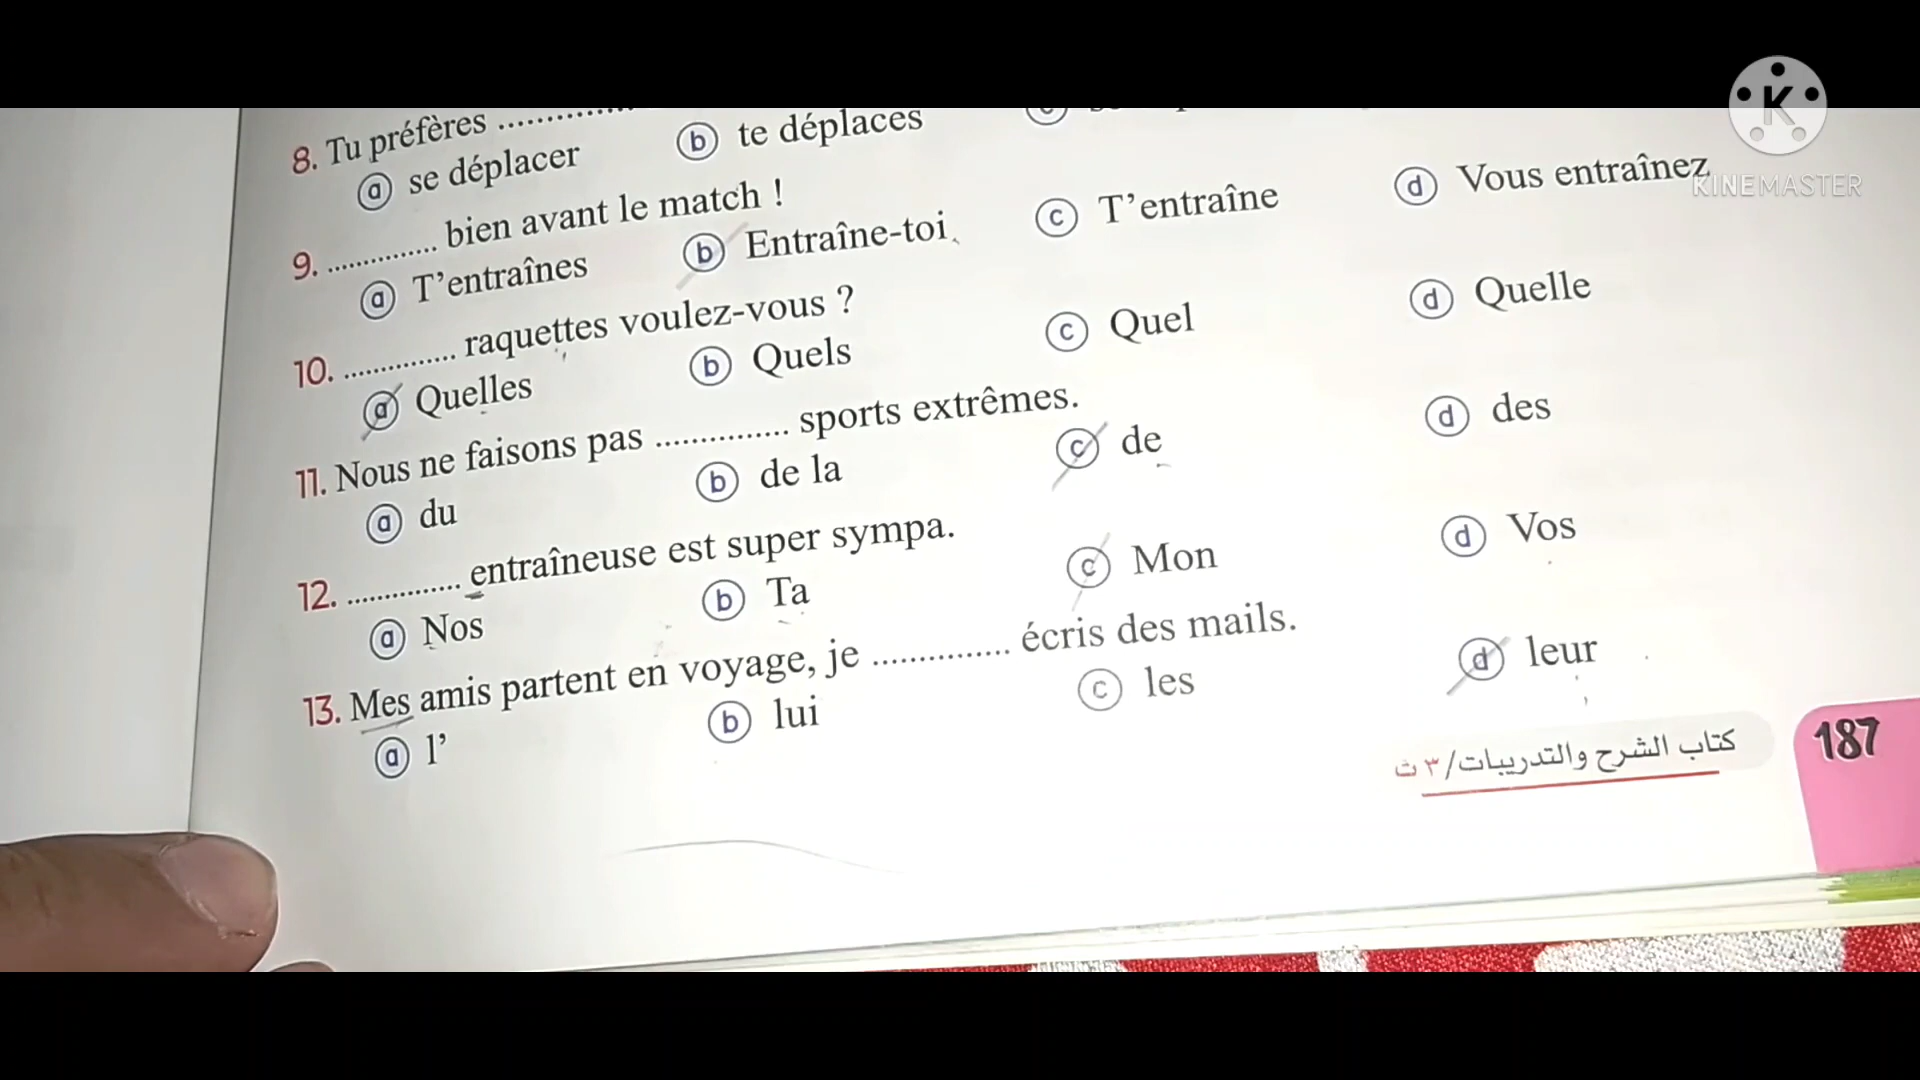 8. Tu préfères ............
ⓐ se déplacer ⓑ te déplaces
9. ............ bien avant le match !
ⓐ T'entraînes ⓑ Entraîne-toi ⓒ T'entraîne ⓓ Vous entraînez
10. ............ raquettes voulez-vous ?
ⓐ Quelles ⓑ Quels ⓒ Quel ⓓ Quelle
11. Nous ne faisons pas ............ sports extrêmes.
ⓐ du ⓑ de la ⓒ de ⓓ des
12. ............ entraîneuse est super sympa.
ⓐ Nos ⓑ Ta ⓒ Mon ⓓ Vos
13. Mes amis partent en voyage, je ............ écris des mails.
ⓐ l' ⓑ lui ⓒ les ⓓ leur
كتاب الشرح والتدريبات/ ٣ ث
187
K
KINEMASTER